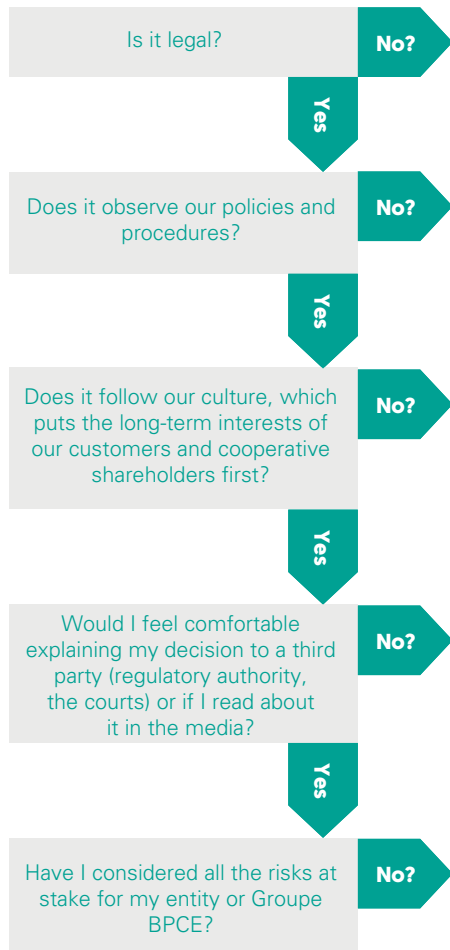 Is it legal?
No?
Yes
Does it observe our policies and
procedures?
No?
Yes
Does it follow our culture, which
puts the long-term interests of
our customers and cooperative
shareholders first?
No?
Yes
Would I feel comfortable
explaining my decision to a third
party (regulatory authority,
the courts) or if I read about
it in the media?
No?
Yes
Have I considered all the risks at
stake for my entity or Groupe
BPCE?
No?